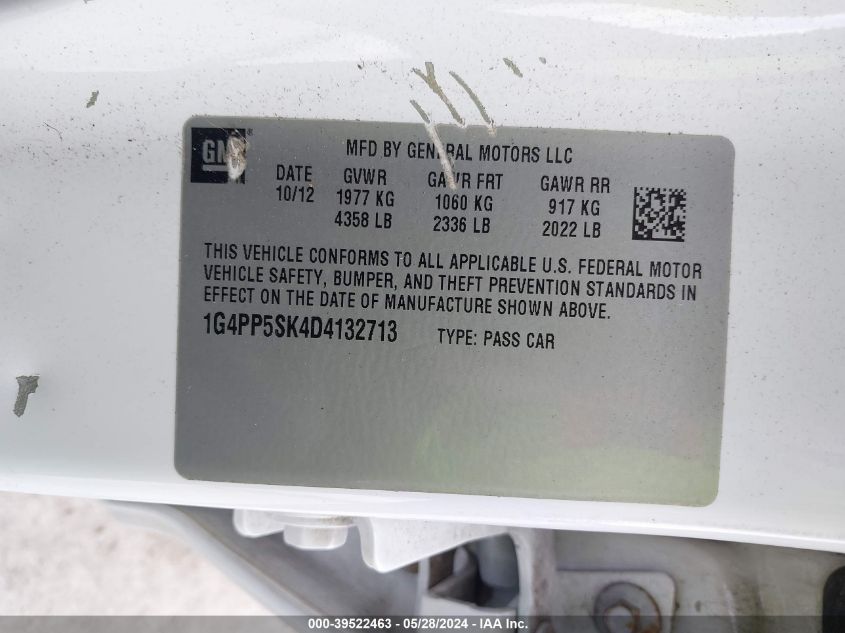 GM
MFD BY GENERAL MOTORS LLC
DATE GVWR GAWR FRT GAWR RR
10/12 1977 KG 1060 KG 917 KG
4358 LB 2336 LB 2022 LB
THIS VEHICLE CONFORMS TO ALL APPLICABLE U.S. FEDERAL MOTOR
VEHICLE SAFETY, BUMPER, AND THEFT PREVENTION STANDARDS IN
EFFECT ON THE DATE OF MANUFACTURE SHOWN ABOVE.
1G4PP5SK4D4132713 TYPE: PASS CAR
000-39522463 / 05/28/2024 - IAAI.COM